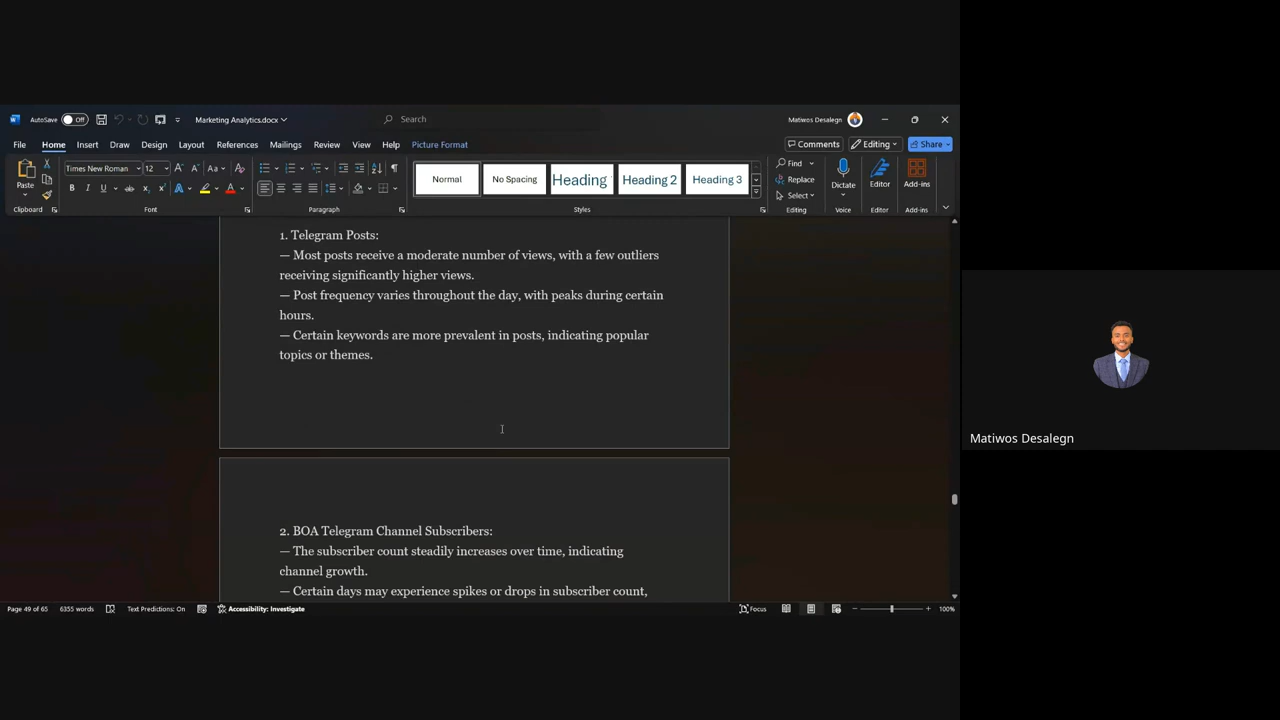 AutoSave
Off
Marketing Analytics.docx
Search
Matiwos Desalegn
File
Home
Insert
Draw
Design
Layout
References
Mailings
Review
View
Help
Picture Format
Comments
Editing
Share
Paste
Clipboard
Times New Roman
12
Font
Paragraph
Normal
No Spacing
Heading
Heading 2
Heading 3
Styles
Find
Replace
Select
Editing
Dictate
Voice
Editor
Editor
Add-ins
Add-ins
1. Telegram Posts:
— Most posts receive a moderate number of views, with a few outliers
receiving significantly higher views.
— Post frequency varies throughout the day, with peaks during certain
hours.
— Certain keywords are more prevalent in posts, indicating popular
topics or themes.
2. BOA Telegram Channel Subscribers:
— The subscriber count steadily increases over time, indicating
channel growth.
— Certain days may experience spikes or drops in subscriber count,
Page 49 of 65
6355 words
Text Predictions: On
Accessibility: Investigate
Focus
100%
Matiwos Desalegn